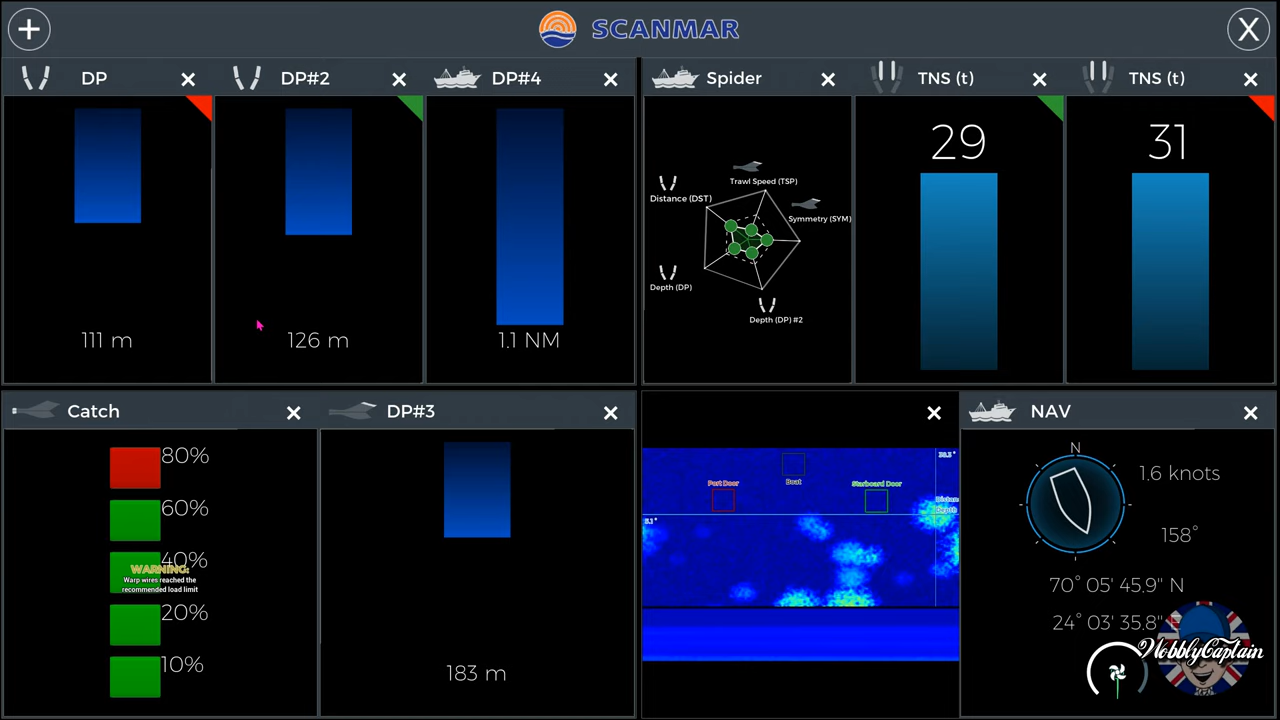 SCANMAR
X
DP
DP#2
DP#4
Spider
TNS (t)
TNS (t)
29
31
Trawl Speed (TSP)
Distance (DST)
Symmetry (SYM)
Depth (DP)
Depth (DP) #2
111 m
126 m
1.1 NM
Catch
DP#3
NAV
80%
60%
40%
WARNING:
Warp wires reached the
recommended load limit
20%
10%
183 m
Port Door
Boat
Starboard Door
Depth
N
1.6 knots
158°
70° 05' 45.9" N
24° 03' 35.8"
NobblyCaptain